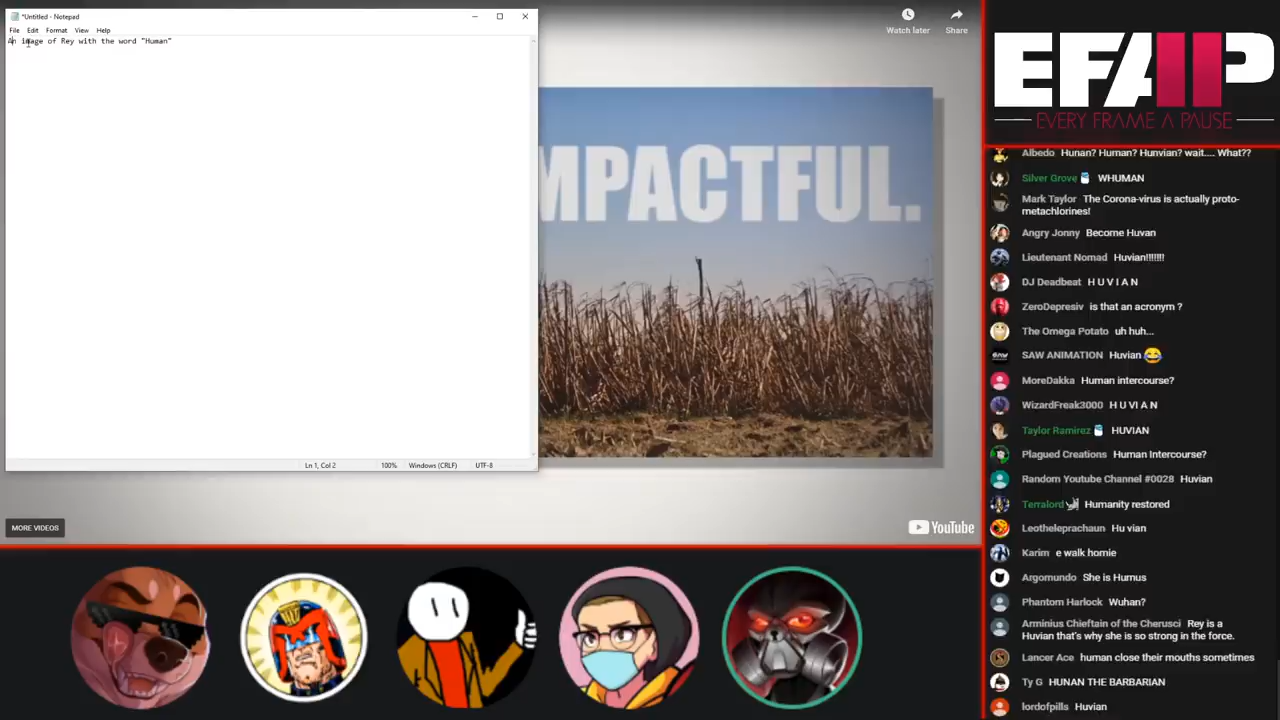 *Untitled - Notepad
File Edit Format View Help
An image of Rey with the word "Human"
Ln 1, Col 2 100% Windows (CRLF) UTF-8
Watch later Share
MPACTFUL.
MORE VIDEOS
YouTube
EFAP
EVERY FRAME A PAUSE
Albedo Hunan? Human? Hunvian? wait.... What??
Silver Grove WHUMAN
Mark Taylor The Corona-virus is actually proto-
metachlorines!
Angry Jonny Become Huvan
Lieutenant Nomad Huvian!!!!!!!
DJ Deadbeat H U V I A N
ZeroDepresiv is that an acronym ?
The Omega Potato uh huh...
SAW ANIMATION Huvian 😂
MoreDakka Human intercourse?
WizardFreak3000 H U VI A N
Taylor Ramirez HUVIAN
Plagued Creations Human Intercourse?
Random Youtube Channel #0028 Huvian
Terralord Humanity restored
Leotheleprachaun Hu vian
Karim e walk homie
Argomundo She is Humus
Phantom Harlock Wuhan?
Arminius Chieftain of the Cherusci Rey is a
Huvian that's why she is so strong in the force.
Lancer Ace human close their mouths sometimes
Ty G HUNAN THE BARBARIAN
lordofpills Huvian